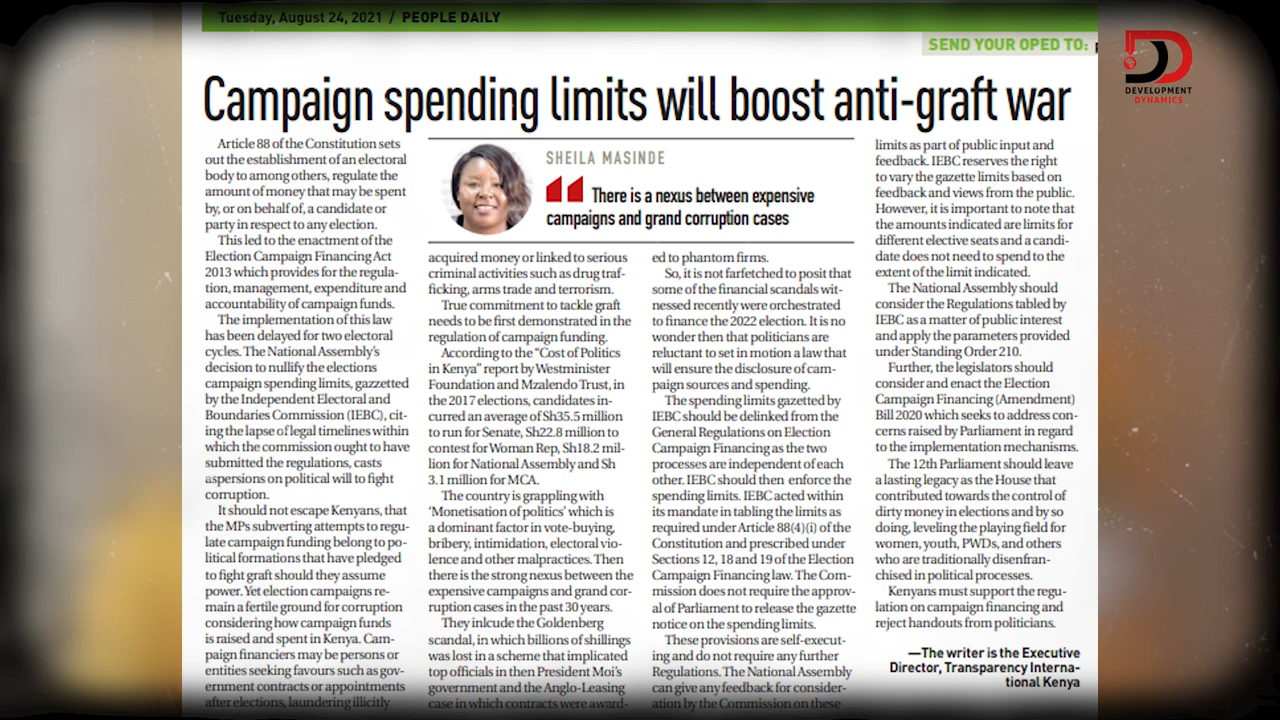 Tuesday, August 24, 2021 / PEOPLE DAILY
SEND YOUR OPED TO:
DEVELOPMENT
DYNAMICS
Campaign spending limits will boost anti-graft war
Article 88 of the Constitution sets
out the establishment of an electoral
body to among others, regulate the
amount of money that may be spent
by, or on behalf of, a candidate or
party in respect to any election.
This led to the enactment of the
Election Campaign Financing Act
2013 which provides for the regula-
tion, management, expenditure and
accountability of campaign funds.
The implementation of this law
has been delayed for two electoral
cycles. The National Assembly's
decision to nullify the elections
campaign spending limits, gazzetted
by the Independent Electoral and
Boundaries Commission (IEBC), cit-
ing the lapse of legal timelines within
which the commission ought to have
submitted the regulations, casts
aspersions on political will to fight
corruption.
It should not escape Kenyans, that
the MPs subverting attempts to regu-
late campaign funding belong to po-
litical formations that have pledged
to fight graft should they assume
power. Yet election campaigns re-
main a fertile ground for corruption
considering how campaign funds
is raised and spent in Kenya. Cam-
paign financiers may be persons or
entities seeking favours such as gov-
ernment contracts or appointments
after elections, laundering illicitly
SHEILA MASINDE
There is a nexus between expensive
campaigns and grand corruption cases
acquired money or linked to serious
criminal activities such as drug traf-
ficking, arms trade and terrorism.
True commitment to tackle graft
needs to be first demonstrated in the
regulation of campaign funding.
According to the "Cost of Politics
in Kenya" report by Westminister
Foundation and Mzalendo Trust, in
the 2017 elections, candidates in-
curred an average of Sh35.5 million
to run for Senate, Sh22.8 million to
contest for Woman Rep, Sh18.2 mil-
lion for National Assembly and Sh
3.1 million for MCA.
The country is grappling with
'Monetisation of politics' which is
a dominant factor in vote-buying,
bribery, intimidation, electoral vio-
lence and other malpractices. Then
there is the strong nexus between the
expensive campaigns and grand cor-
ruption cases in the past 30 years.
They inlcude the Goldenberg
scandal, in which billions of shillings
was lost in a scheme that implicated
top officials in then President Moi's
government and the Anglo-Leasing
case in which contracts were award-
ed to phantom firms.
So, it is not farfetched to posit that
some of the financial scandals wit-
nessed recently were orchestrated
to finance the 2022 election. It is no
wonder then that politicians are
reluctant to set in motion a law that
will ensure the disclosure of cam-
paign sources and spending.
The spending limits gazetted by
IEBC should be delinked from the
General Regulations on Election
Campaign Financing as the two
processes are independent of each
other. IEBC should then enforce the
spending limits. IEBC acted within
its mandate in tabling the limits as
required under Article 88(4)(i) of the
Constitution and prescribed under
Sections 12, 18 and 19 of the Election
Campaign Financing law. The Com-
mission does not require the approv-
al of Parliament to release the gazette
notice on the spending limits.
These provisions are self-execut-
ing and do not require any further
Regulations. The National Assembly
can give any feedback for consider-
ation by the Commission on these
limits as part of public input and
feedback. IEBC reserves the right
to vary the gazette limits based on
feedback and views from the public.
However, it is important to note that
the amounts indicated are limits for
different elective seats and a candi-
date does not need to spend to the
extent of the limit indicated.
The National Assembly should
consider the Regulations tabled by
IEBC as a matter of public interest
and apply the parameters provided
under Standing Order 210.
Further, the legislators should
consider and enact the Election
Campaign Financing (Amendment)
Bill 2020 which seeks to address con-
cerns raised by Parliament in regard
to the implementation mechanisms.
The 12th Parliament should leave
a lasting legacy as the House that
contributed towards the control of
dirty money in elections and by so
doing, leveling the playing field for
women, youth, PWDs, and others
who are traditionally disenfran-
chised in political processes.
Kenyans must support the regu-
lation on campaign financing and
reject handouts from politicians.
—The writer is the Executive
Director, Transparency Interna-
tional Kenya